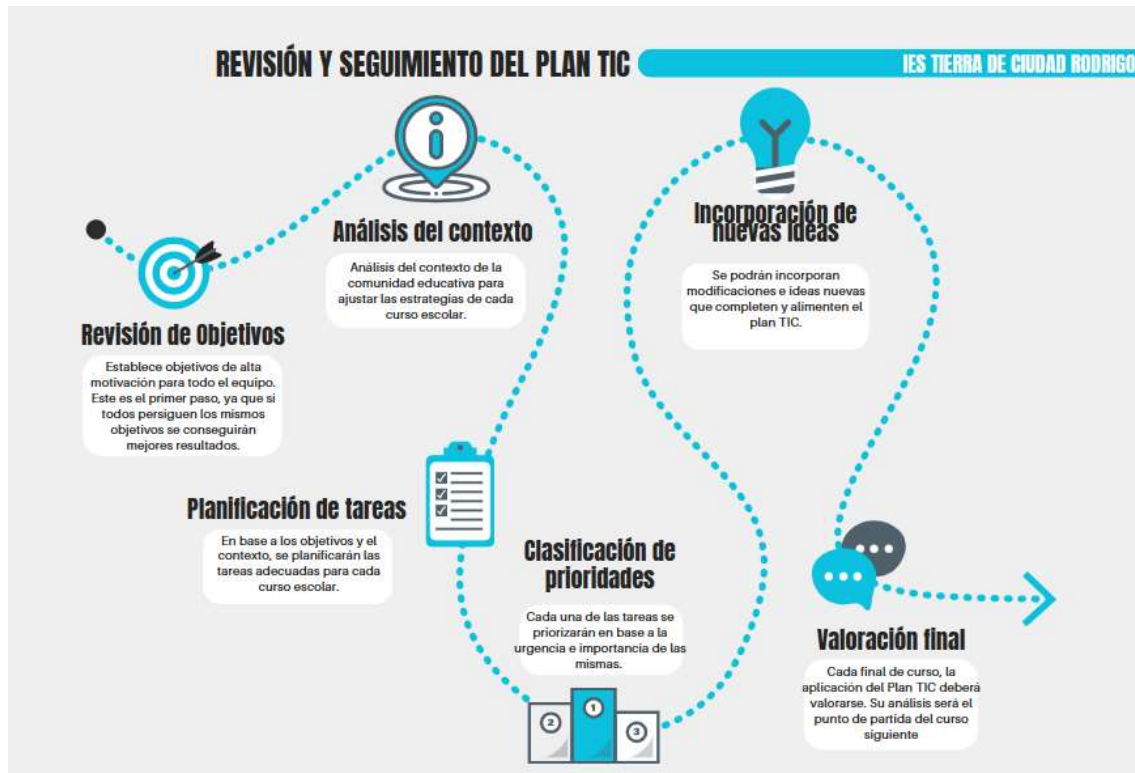 REVISIÓN Y SEGUIMIENTO DEL PLAN TIC
IES TIERRA DE CIUDAD RODRIGO
Revisión de Objetivos
Establece objetivos de alta
motivación para todo el equipo.
Este es el primer paso, ya que si
todos persiguen los mismos
objetivos se conseguirán
mejores resultados.
Análisis del contexto
Análisis del contexto de la
comunidad educativa para
ajustar las estrategias de cada
curso escolar.
Planificación de tareas
En base a los objetivos y el
contexto, se planificarán las
tareas adecuadas para cada
curso escolar.
Clasificación de
prioridades
Cada una de las tareas se
priorizarán en base a la
urgencia e importancia de las
mismas.
2
1
3
Incorporación de
nuevas ideas
Se podrán incorporan
modificaciones e ideas nuevas
que completen y alimenten el
plan TIC.
Valoración final
Cada final de curso, la
aplicación del Plan TIC deberá
valorarse. Su análisis será el
punto de partida del curso
siguiente